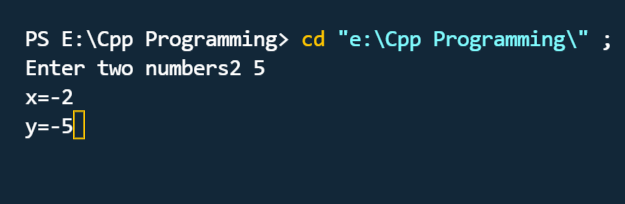 PS E:\Cpp Programming> cd "e:\Cpp Programming\" ;
Enter two numbers2 5
x=-2
y=-5